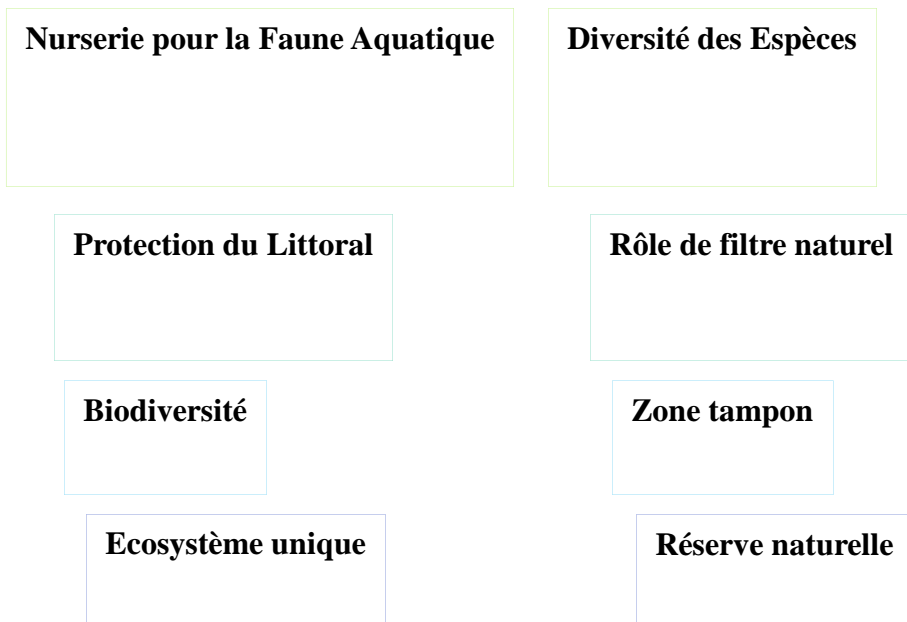 Nurserie pour la Faune Aquatique
Diversité des Espèces
Protection du Littoral
Rôle de filtre naturel
Biodiversité
Zone tampon
Ecosystème unique
Réserve naturelle